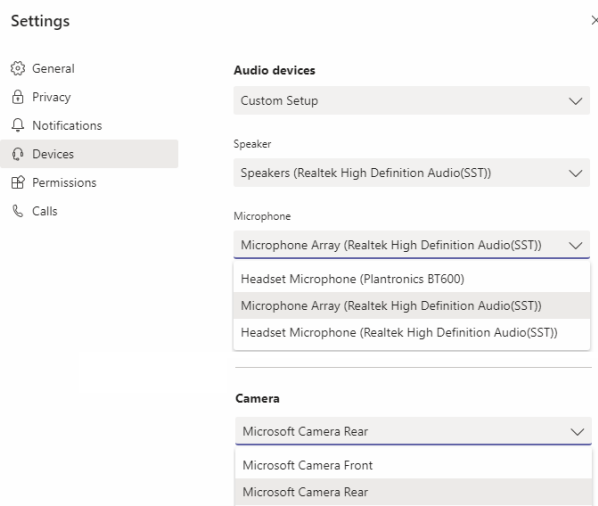 Settings
General
Privacy
Notifications
Devices
Permissions
Calls
Audio devices
Custom Setup
Speaker
Speakers (Realtek High Definition Audio(SST))
Microphone
Microphone Array (Realtek High Definition Audio(SST))
Headset Microphone (Plantronics BT600)
Microphone Array (Realtek High Definition Audio(SST))
Headset Microphone (Realtek High Definition Audio(SST))
Camera
Microsoft Camera Rear
Microsoft Camera Front
Microsoft Camera Rear